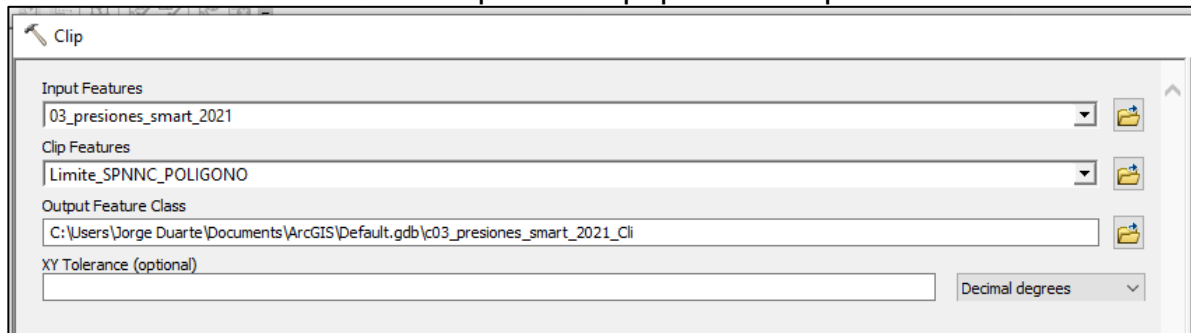 Clip
Input Features
03_presiones_smart_2021
Clip Features
Limite_SPNNC_POLIGONO
Output Feature Class
C:\Users\Jorge Duarte\Documents\ArcGIS\Default.gdb\c03_presiones_smart_2021_Cli
XY Tolerance (optional)
Decimal degrees